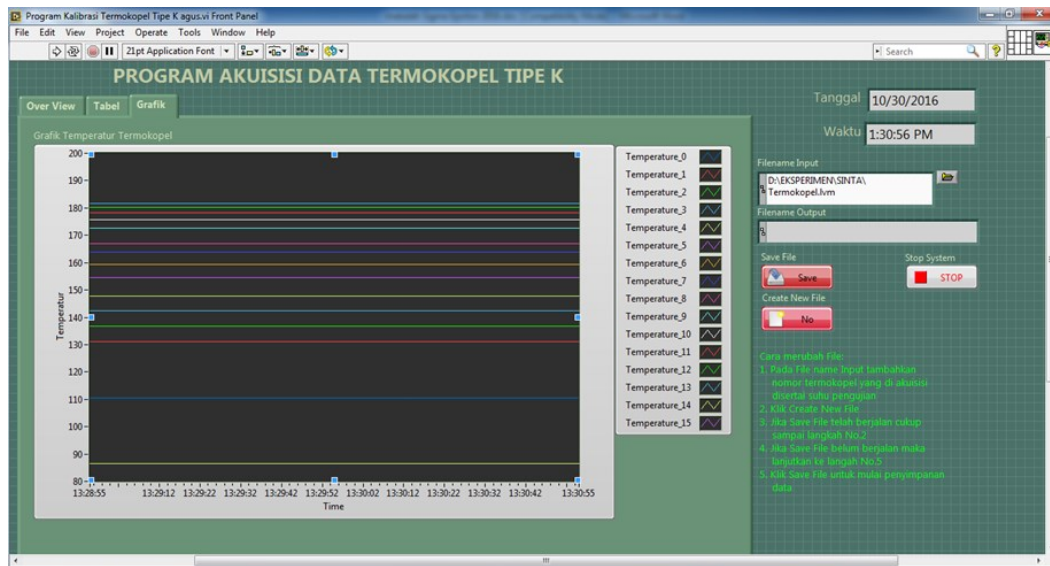 Program Kalibrasi Termokopel Tipe K agus.vi Front Panel
File Edit View Project Operate Tools Window Help
21pt Application Font
Search
PROGRAM AKUISISI DATA TERMOKOPEL TIPE K
Over View Tabel Grafik
Grafik Temperatur Termokopel
200
190
180
170
160
150
140
130
120
110
100
90
80
Temperatur
13:28:55 13:29:12 13:29:22 13:29:32 13:29:42 13:29:52 13:30:02 13:30:12 13:30:22 13:30:32 13:30:42 13:30:55
Time
Temperature_0
Temperature_1
Temperature_2
Temperature_3
Temperature_4
Temperature_5
Temperature_6
Temperature_7
Temperature_8
Temperature_9
Temperature_10
Temperature_11
Temperature_12
Temperature_13
Temperature_14
Temperature_15
Tanggal 10/30/2016
Waktu 1:30:56 PM
Filename Input
D:\EKSPERIMEN\SINTA\
Termokopel.lvm
Filename Output
Save File Stop System
Save STOP
Create New File
No
Cara merubah File:
1. Pada File name Input tambahkan
nomor termokopel yang di akuisisi
disertai suhu pengujian
2. Klik Create New File
3. Jika Save File telah berjalan cukup
sampai langkah No.2
4. Jika Save File belum berjalan maka
lanjutkan ke langah No.5
5. Klik Save File untuk mulai penyimpanan
data